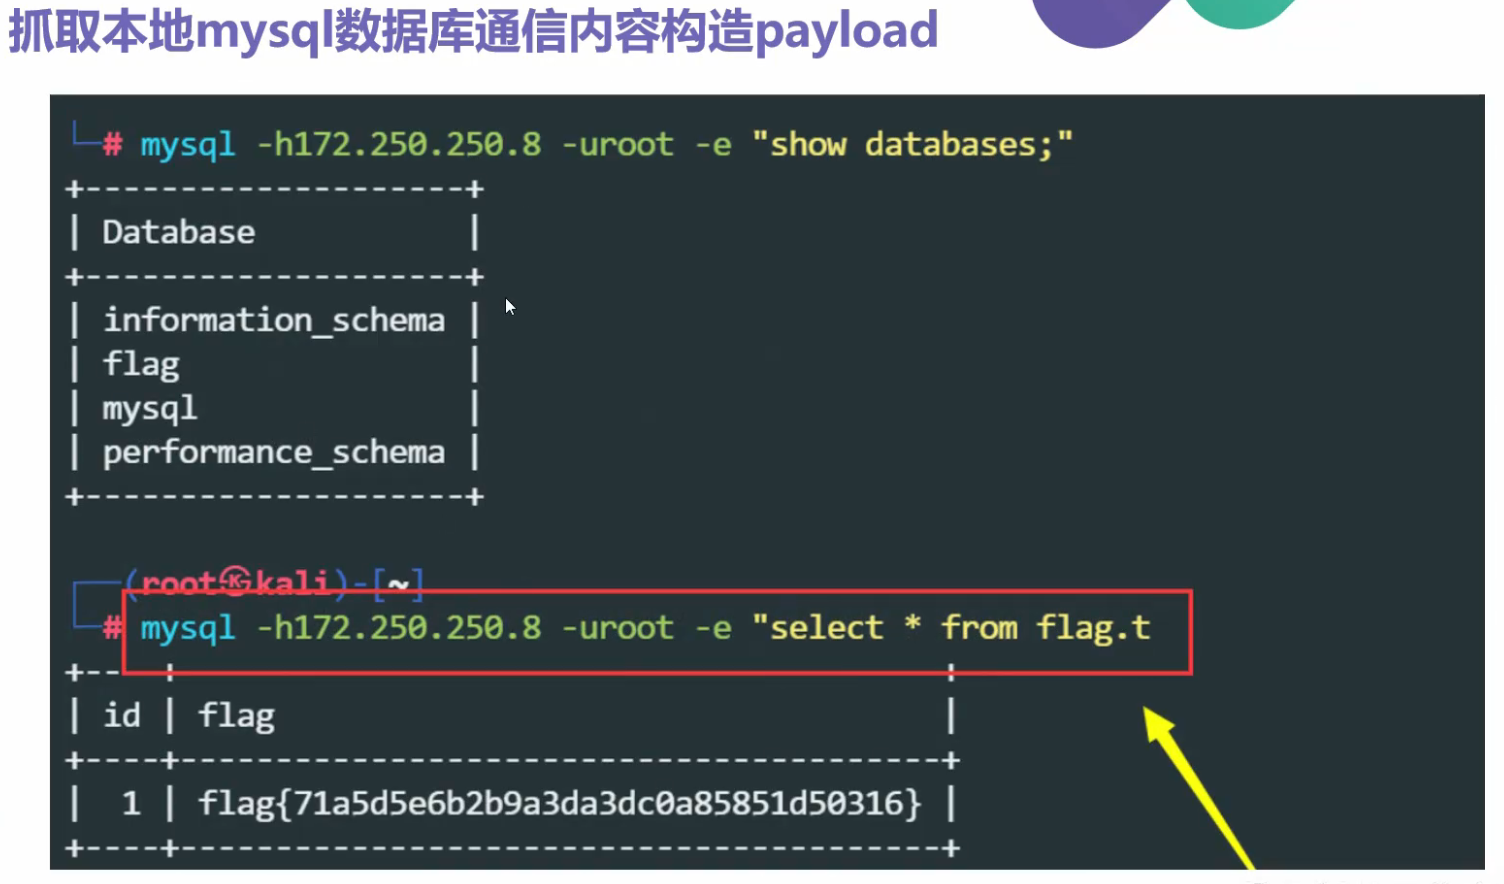 抓取本地mysql数据库通信内容构造payload
└─# mysql -h172.250.250.8 -uroot -e "show databases;"
+--------------------+
| Database           |
+--------------------+
| information_schema |
| flag               |
| mysql              |
| performance_schema |
+--------------------+
┌──(root㉿kali)-[~]
└─# mysql -h172.250.250.8 -uroot -e "select * from flag.t
+----+----------------------------------------+
| id | flag                                   |
+----+----------------------------------------+
|  1 | flag{71a5d5e6b2b9a3da3dc0a85851d50316} |
+----+----------------------------------------+